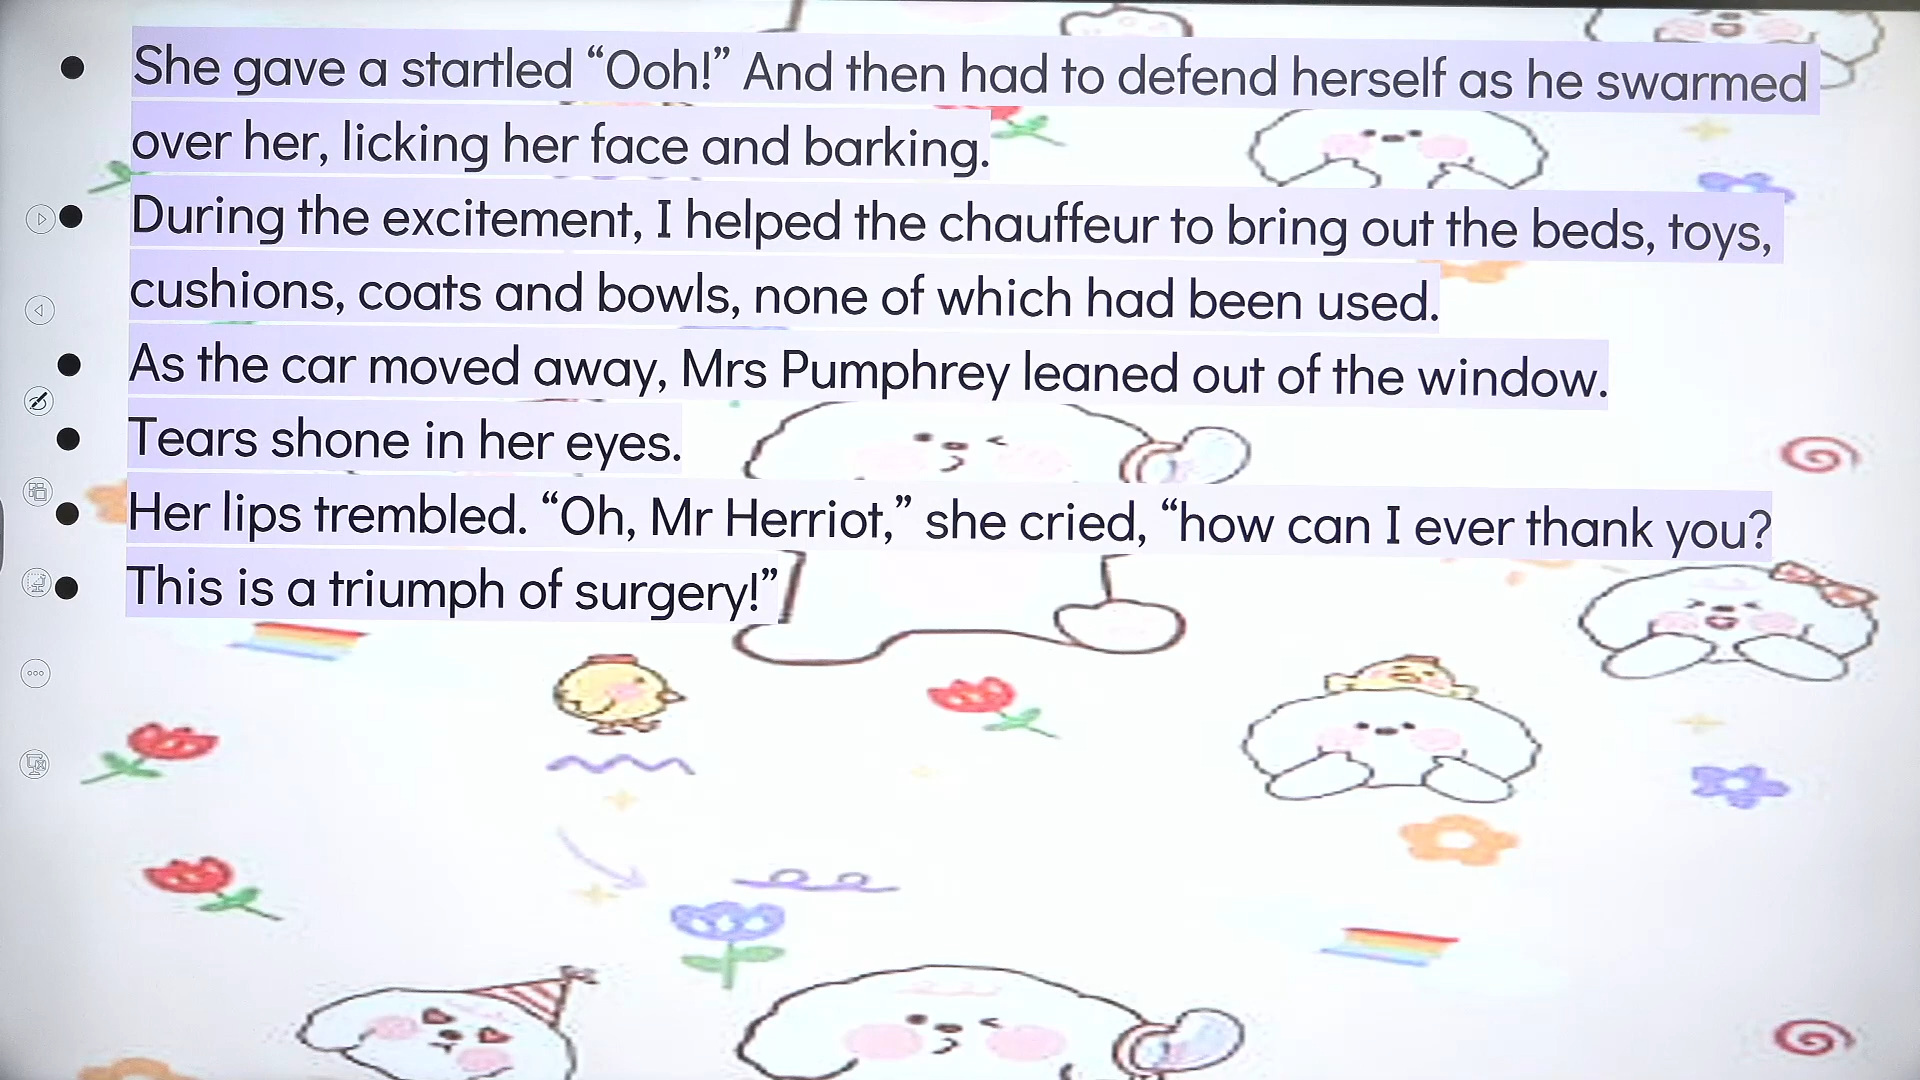 • She gave a startled “Ooh!” And then had to defend herself as he swarmed
over her, licking her face and barking.
• During the excitement, I helped the chauffeur to bring out the beds, toys,
cushions, coats and bowls, none of which had been used.
• As the car moved away, Mrs Pumphrey leaned out of the window.
• Tears shone in her eyes.
• Her lips trembled. “Oh, Mr Herriot,” she cried, “how can I ever thank you?
• This is a triumph of surgery!”